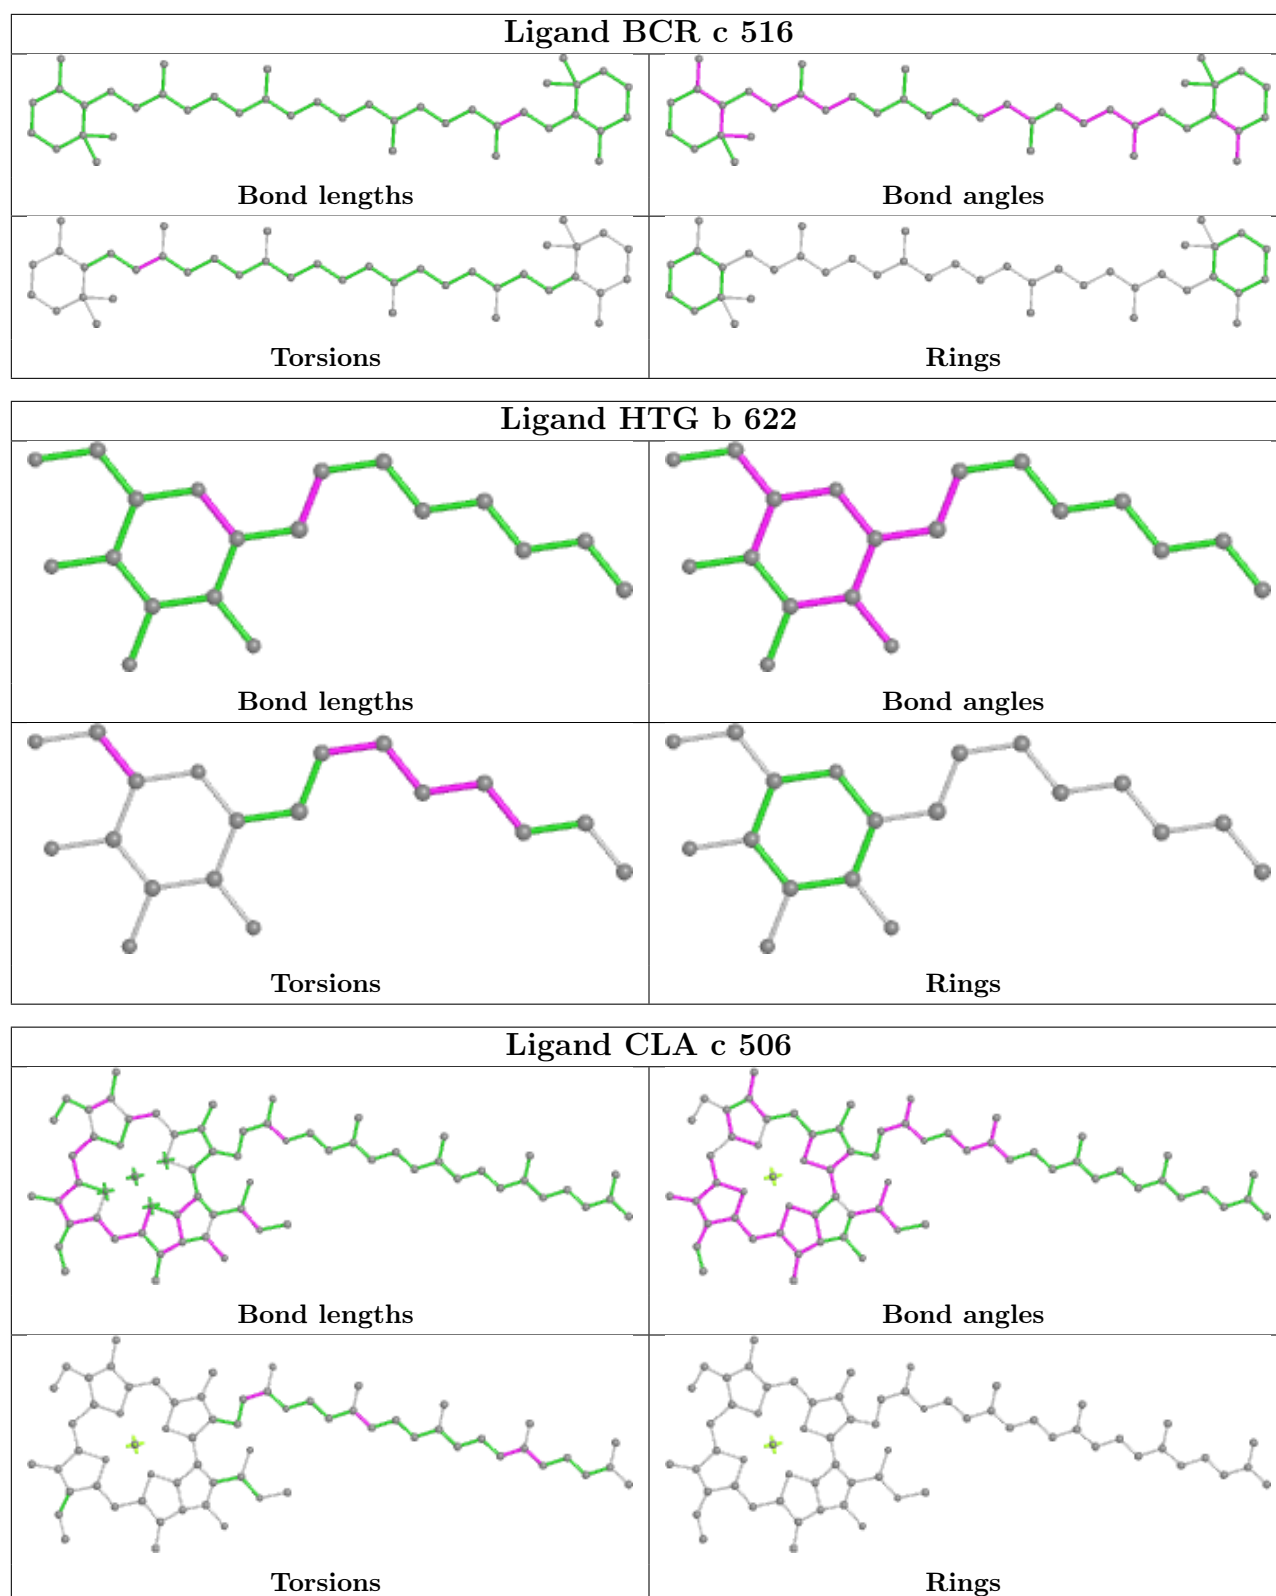 Ligand BCR c 516
Bond lengths
Bond angles
Torsions
Rings
Ligand HTG b 622
Bond lengths
Bond angles
Torsions
Rings
Ligand CLA c 506
Bond lengths
Bond angles
Torsions
Rings